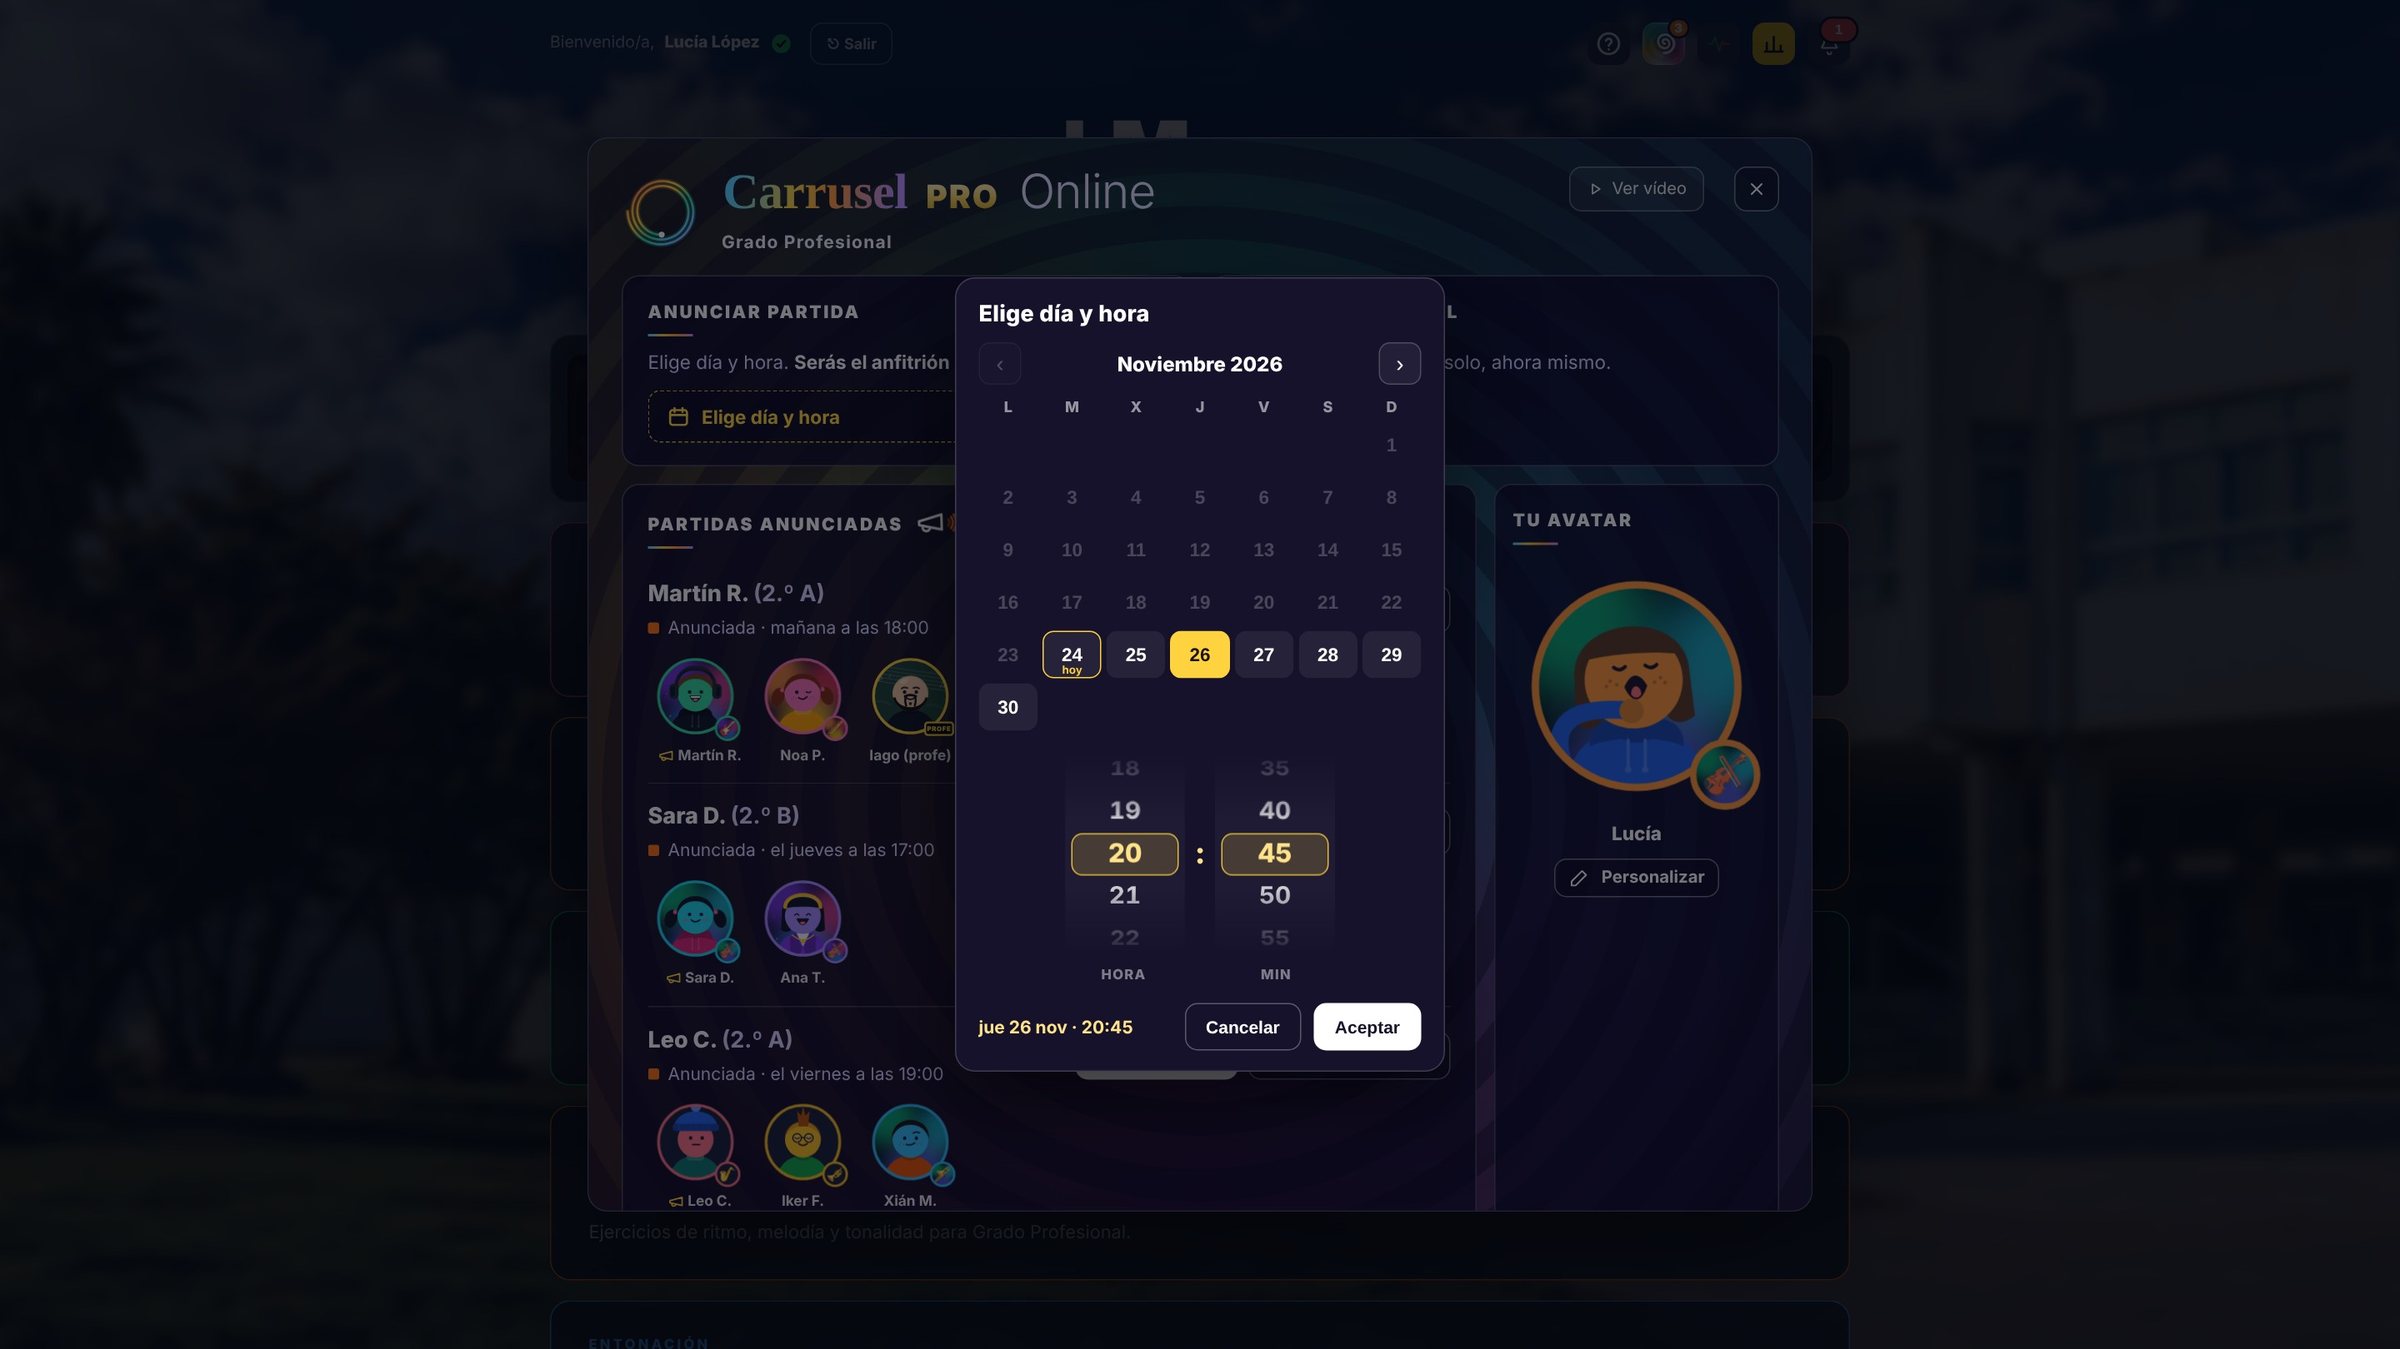 Bienvenido/a, Lucía López
Salir
3
1
Carrusel PRO Online
Grado Profesional
Ver vídeo
ANUNCIAR PARTIDA
Elige día y hora. Serás el anfitrión
solo, ahora mismo.
Elige día y hora
PARTIDAS ANUNCIADAS
Martín R. (2.º A)
Anunciada · mañana a las 18:00
PROFE
Martín R.
Noa P.
Iago (profe)
Sara D. (2.º B)
Anunciada · el jueves a las 17:00
Sara D.
Ana T.
Leo C. (2.º A)
Anunciada · el viernes a las 19:00
Leo C.
Iker F.
Xián M.
Elige día y hora
‹ Noviembre 2026 ›
L M X J V S D
1
2 3 4 5 6 7 8
9 10 11 12 13 14 15
16 17 18 19 20 21 22
23 24 25 26 27 28 29
hoy
30
18 35
19 40
20 : 45
21 50
22 55
HORA MIN
jue 26 nov · 20:45
Cancelar
Aceptar
TU AVATAR
Lucía
Personalizar
Ejercicios de ritmo, melodía y tonalidad para Grado Profesional.
ENTONACIÓN